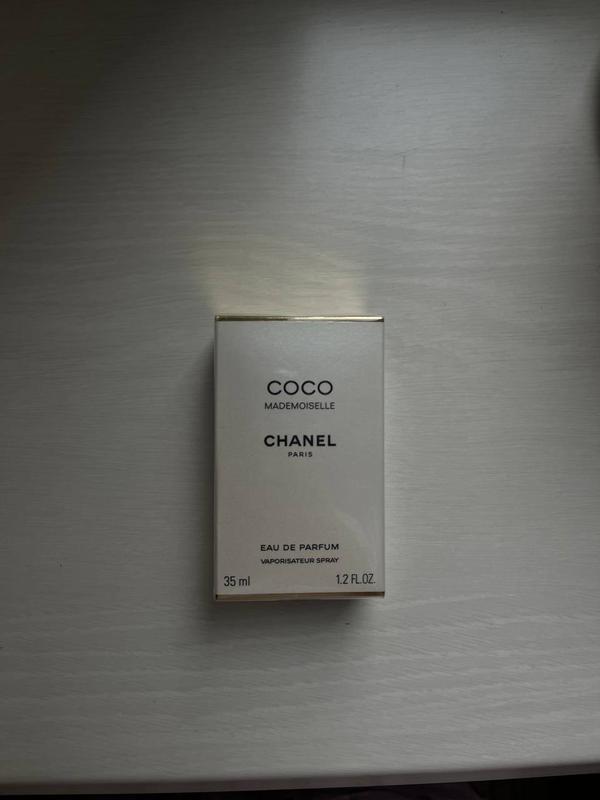 COCO
MADEMOISELLE
CHANEL
PARIS
EAU DE PARFUM
VAPORISATEUR SPRAY
35 ml 1.2 FL.OZ.